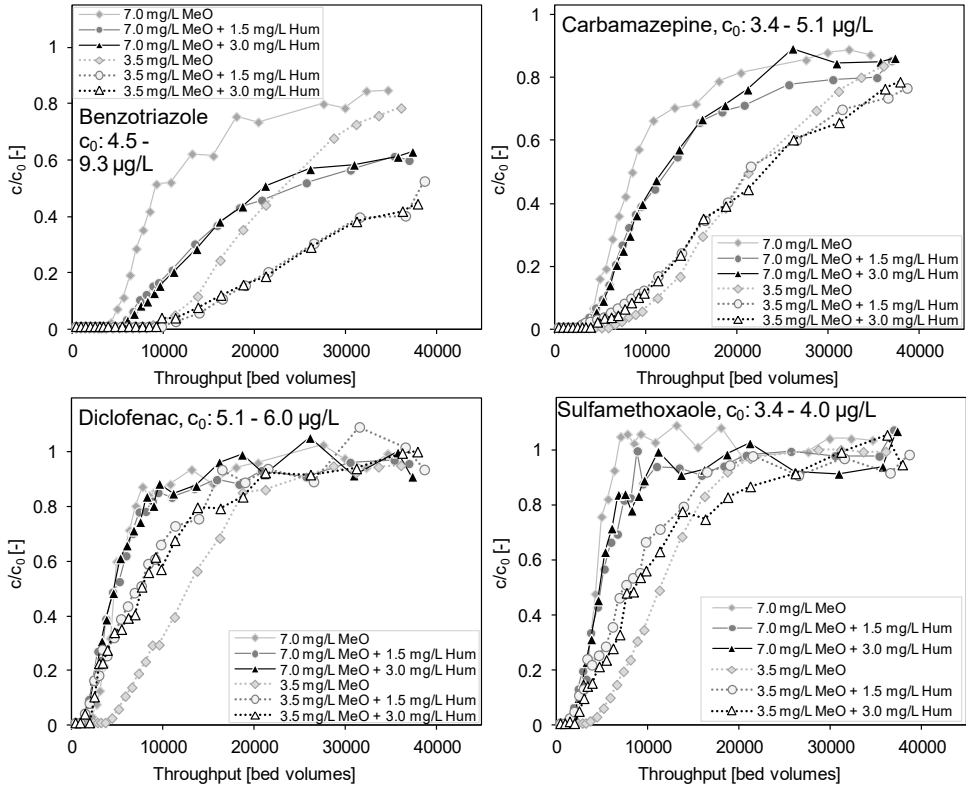 7.0 mg/L MeO
7.0 mg/L MeO + 1.5 mg/L Hum
7.0 mg/L MeO + 3.0 mg/L Hum
3.5 mg/L MeO
3.5 mg/L MeO + 1.5 mg/L Hum
3.5 mg/L MeO + 3.0 mg/L Hum
Benzotriazole
c0: 4.5 -
9.3 µg/L
c/c0 [-]
1
0.8
0.6
0.4
0.2
0
0 10000 20000 30000 40000
Throughput [bed volumes]
Carbamazepine, c0: 3.4 - 5.1 µg/L
c/c0 [-]
1
0.8
0.6
0.4
0.2
0
7.0 mg/L MeO
7.0 mg/L MeO + 1.5 mg/L Hum
7.0 mg/L MeO + 3.0 mg/L Hum
3.5 mg/L MeO
3.5 mg/L MeO + 1.5 mg/L Hum
3.5 mg/L MeO + 3.0 mg/L Hum
0 10000 20000 30000 40000
Throughput [bed volumes]
Diclofenac, c0: 5.1 - 6.0 µg/L
c/c0 [-]
1
0.8
0.6
0.4
0.2
0
7.0 mg/L MeO
7.0 mg/L MeO + 1.5 mg/L Hum
7.0 mg/L MeO + 3.0 mg/L Hum
3.5 mg/L MeO
3.5 mg/L MeO + 1.5 mg/L Hum
3.5 mg/L MeO + 3.0 mg/L Hum
0 10000 20000 30000 40000
Throughput [bed volumes]
Sulfamethoxaole, c0: 3.4 - 4.0 µg/L
c/c0 [-]
1
0.8
0.6
0.4
0.2
0
7.0 mg/L MeO
7.0 mg/L MeO + 1.5 mg/L Hum
7.0 mg/L MeO + 3.0 mg/L Hum
3.5 mg/L MeO
3.5 mg/L MeO + 1.5 mg/L Hum
3.5 mg/L MeO + 3.0 mg/L Hum
0 10000 20000 30000 40000
Throughput [bed volumes]